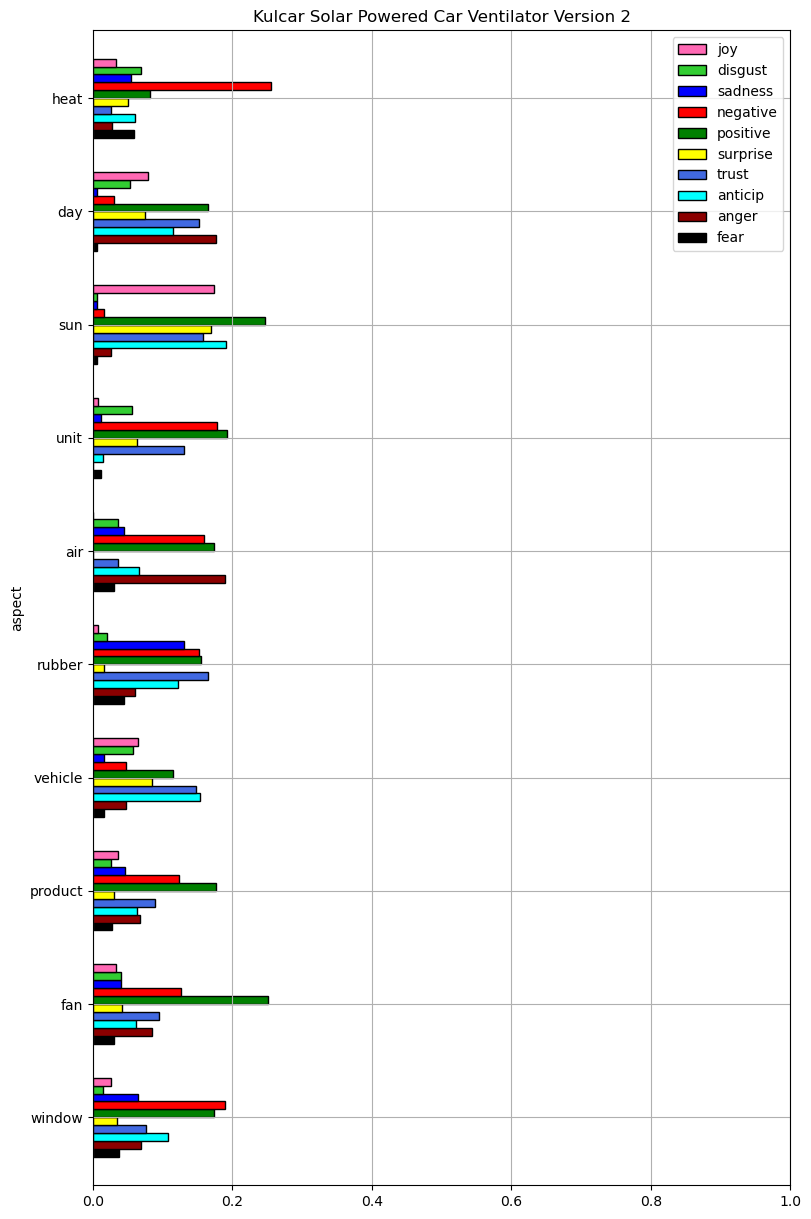 Kulcar Solar Powered Car Ventilator Version 2
joy
disgust
sadness
negative
positive
surprise
trust
anticip
anger
fear
heat
day
sun
unit
air
rubber
vehicle
product
fan
window
aspect
0.0 0.2 0.4 0.6 0.8 1.0